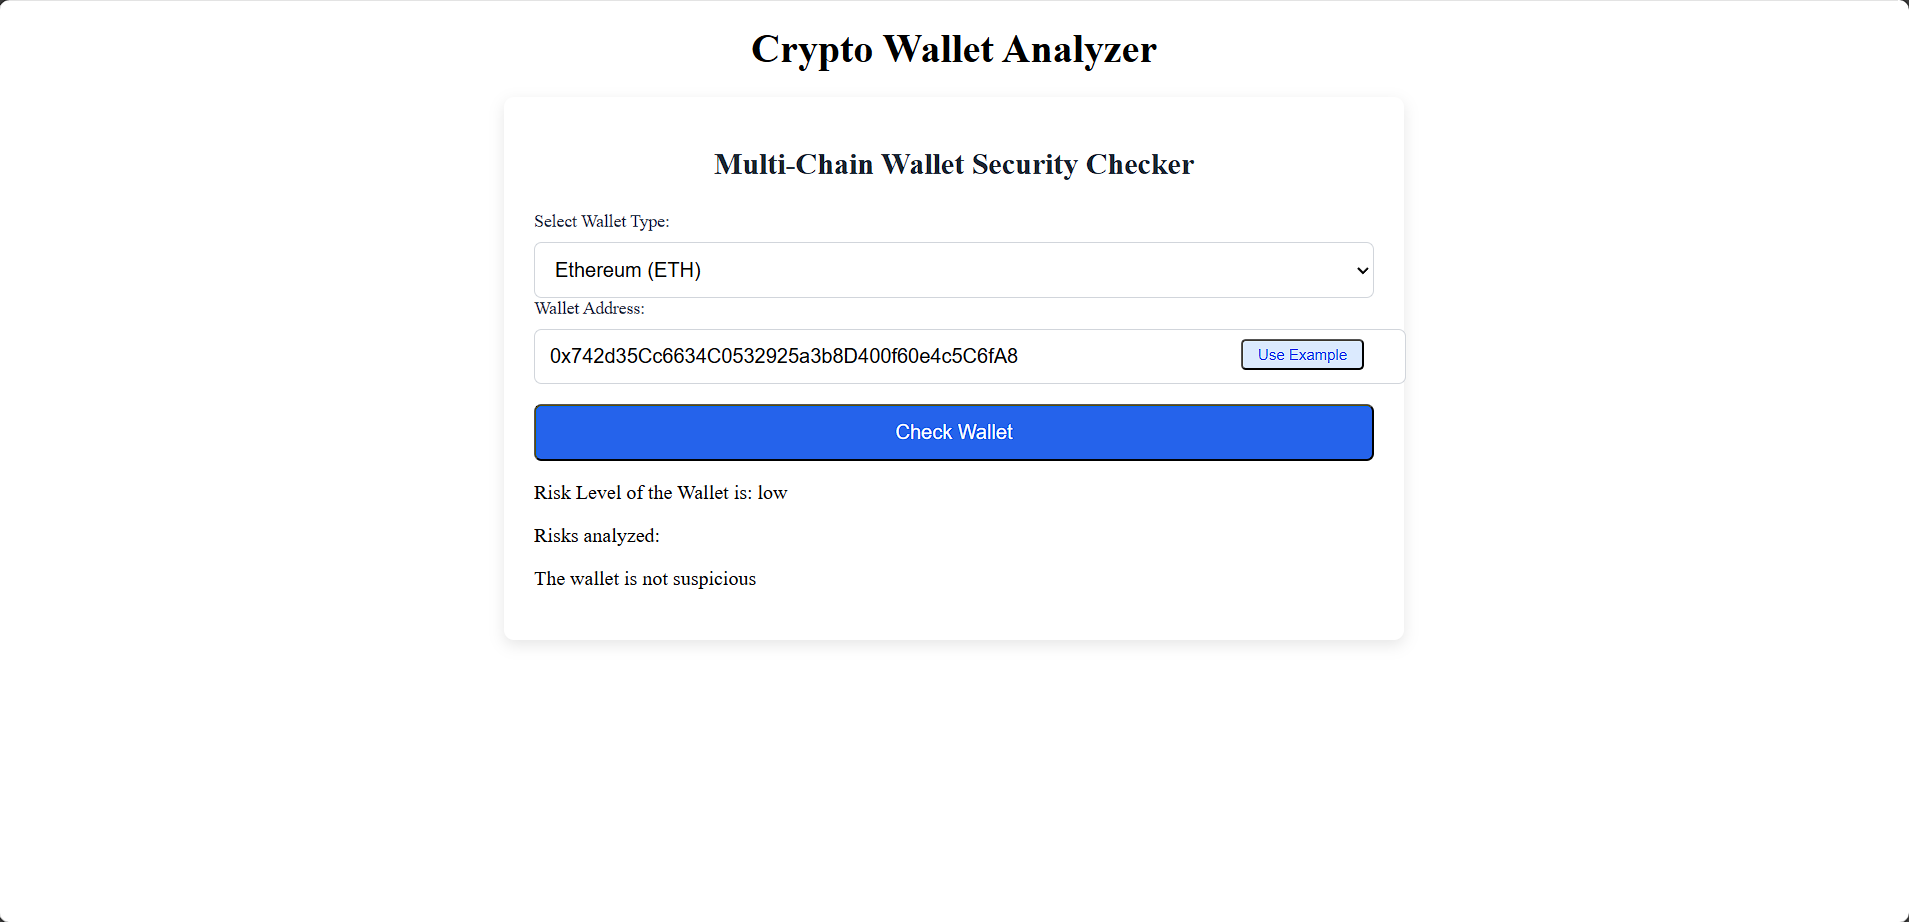 Crypto Wallet Analyzer
Multi-Chain Wallet Security Checker
Select Wallet Type:
Ethereum (ETH)
Wallet Address:
0x742d35Cc6634C0532925a3b8D400f60e4c5C6fA8
Use Example
Check Wallet
Risk Level of the Wallet is: low
Risks analyzed:
The wallet is not suspicious